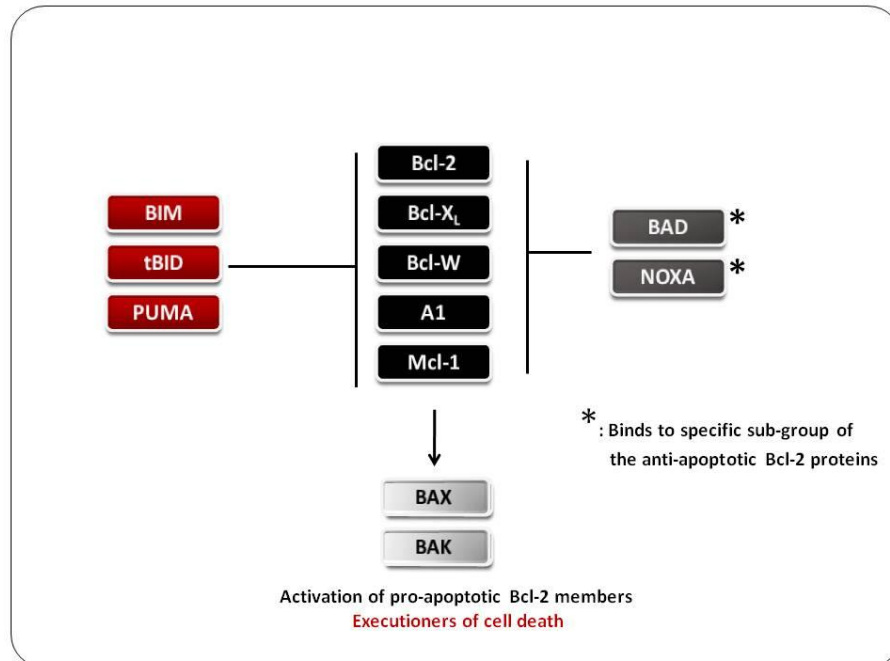 BIM
tBID
PUMA
Bcl-2
Bcl-XL
Bcl-W
A1
Mcl-1
BAD *
NOXA *
* : Binds to specific sub-group of
the anti-apoptotic Bcl-2 proteins
BAX
BAK
Activation of pro-apoptotic Bcl-2 members
Executioners of cell death